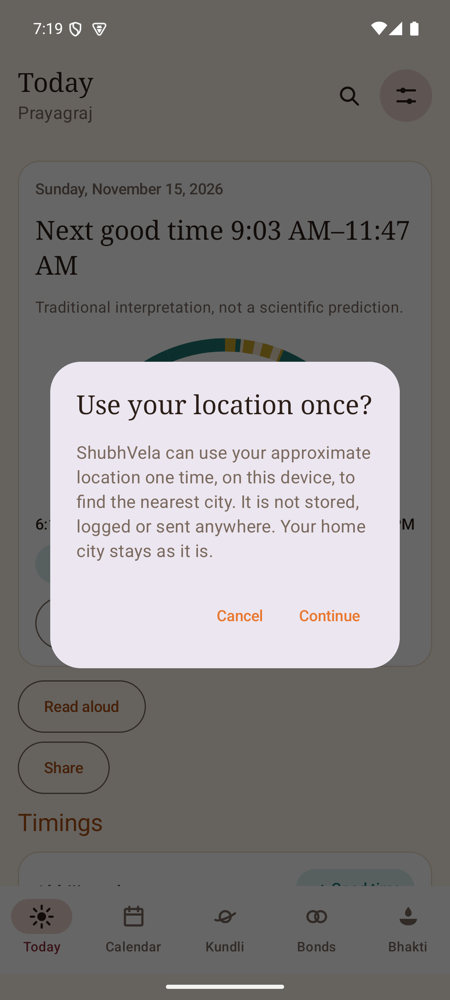 7:19
Today
Prayagraj
Sunday, November 15, 2026
Next good time 9:03 AM–11:47
AM
Traditional interpretation, not a scientific prediction.
Use your location once?
ShubhVela can use your approximate
location one time, on this device, to
find the nearest city. It is not stored,
logged or sent anywhere. Your home
city stays as it is.
Cancel Continue
Read aloud
Share
Timings
Today Calendar Kundli Bonds Bhakti